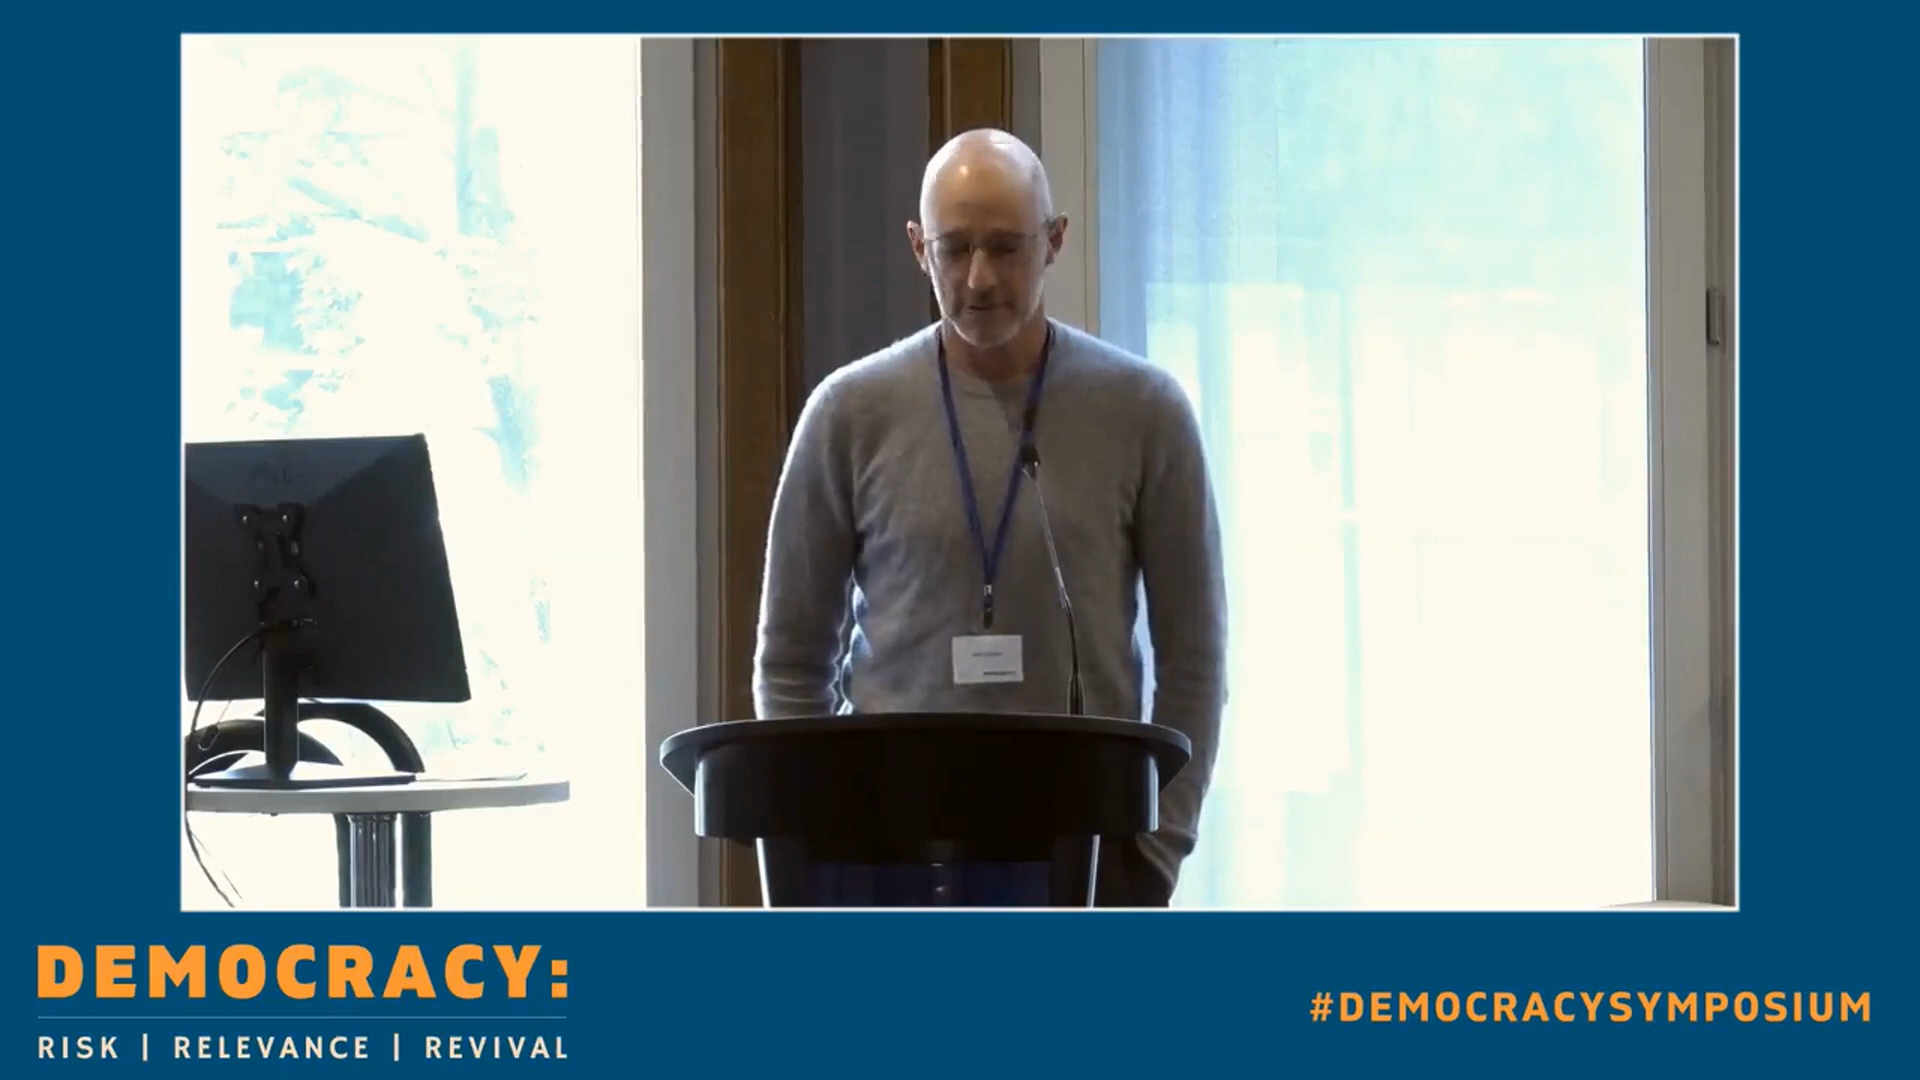 DEMOCRACY:
RISK | RELEVANCE | REVIVAL
#DEMOCRACYSYMPOSIUM